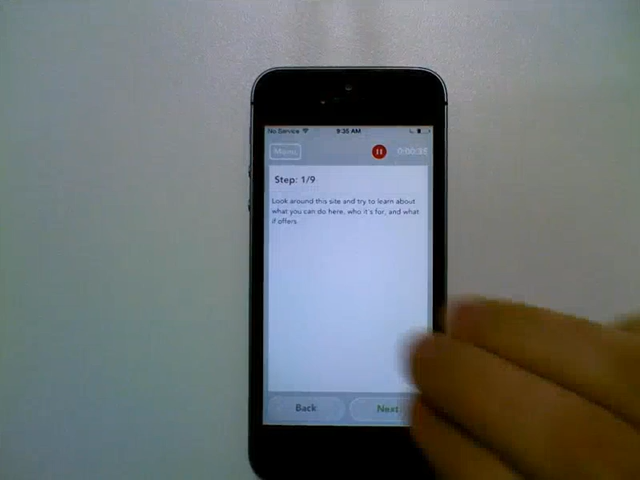 No Service 9:35 AM
Menu 0:00:35
Step: 1/9
Look around this site and try to learn about
what you can do here, who it's for, and what
it offers.
Back Next